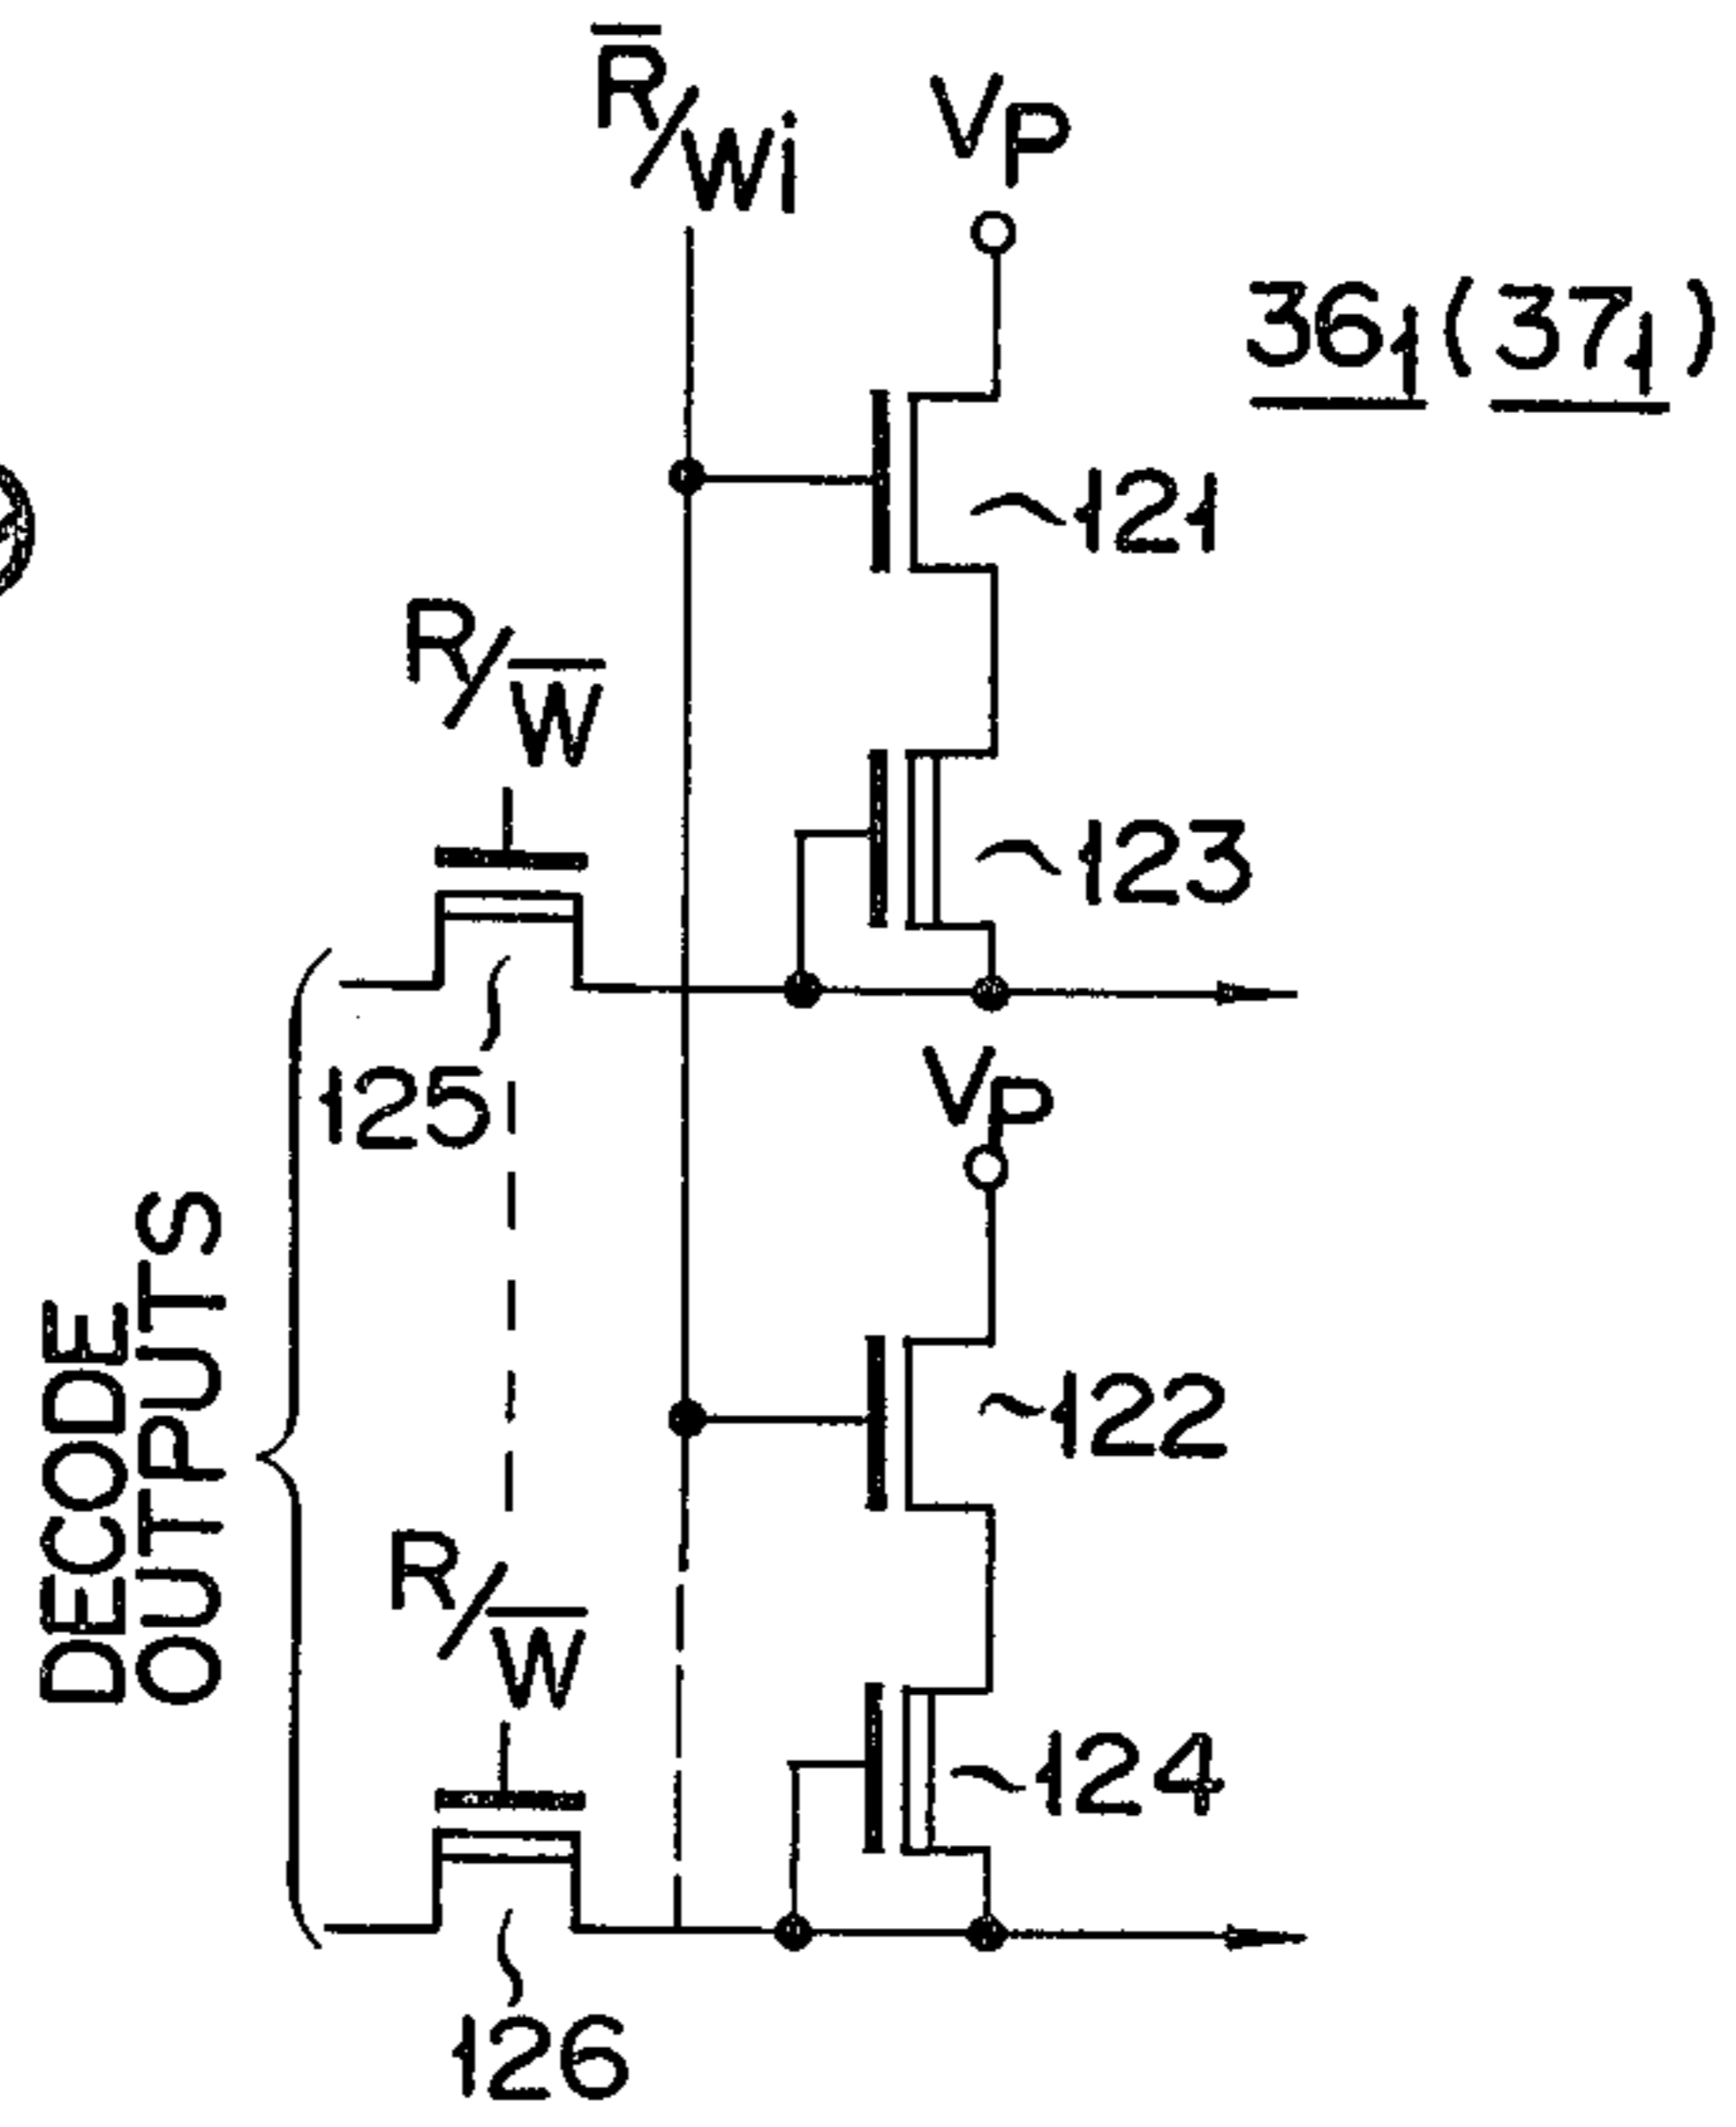 R̅/Wi
VP
36₁(37₁)
121
R/W̅
123
125
VP
DECODE
OUTPUTS
122
R/W̅
124
126